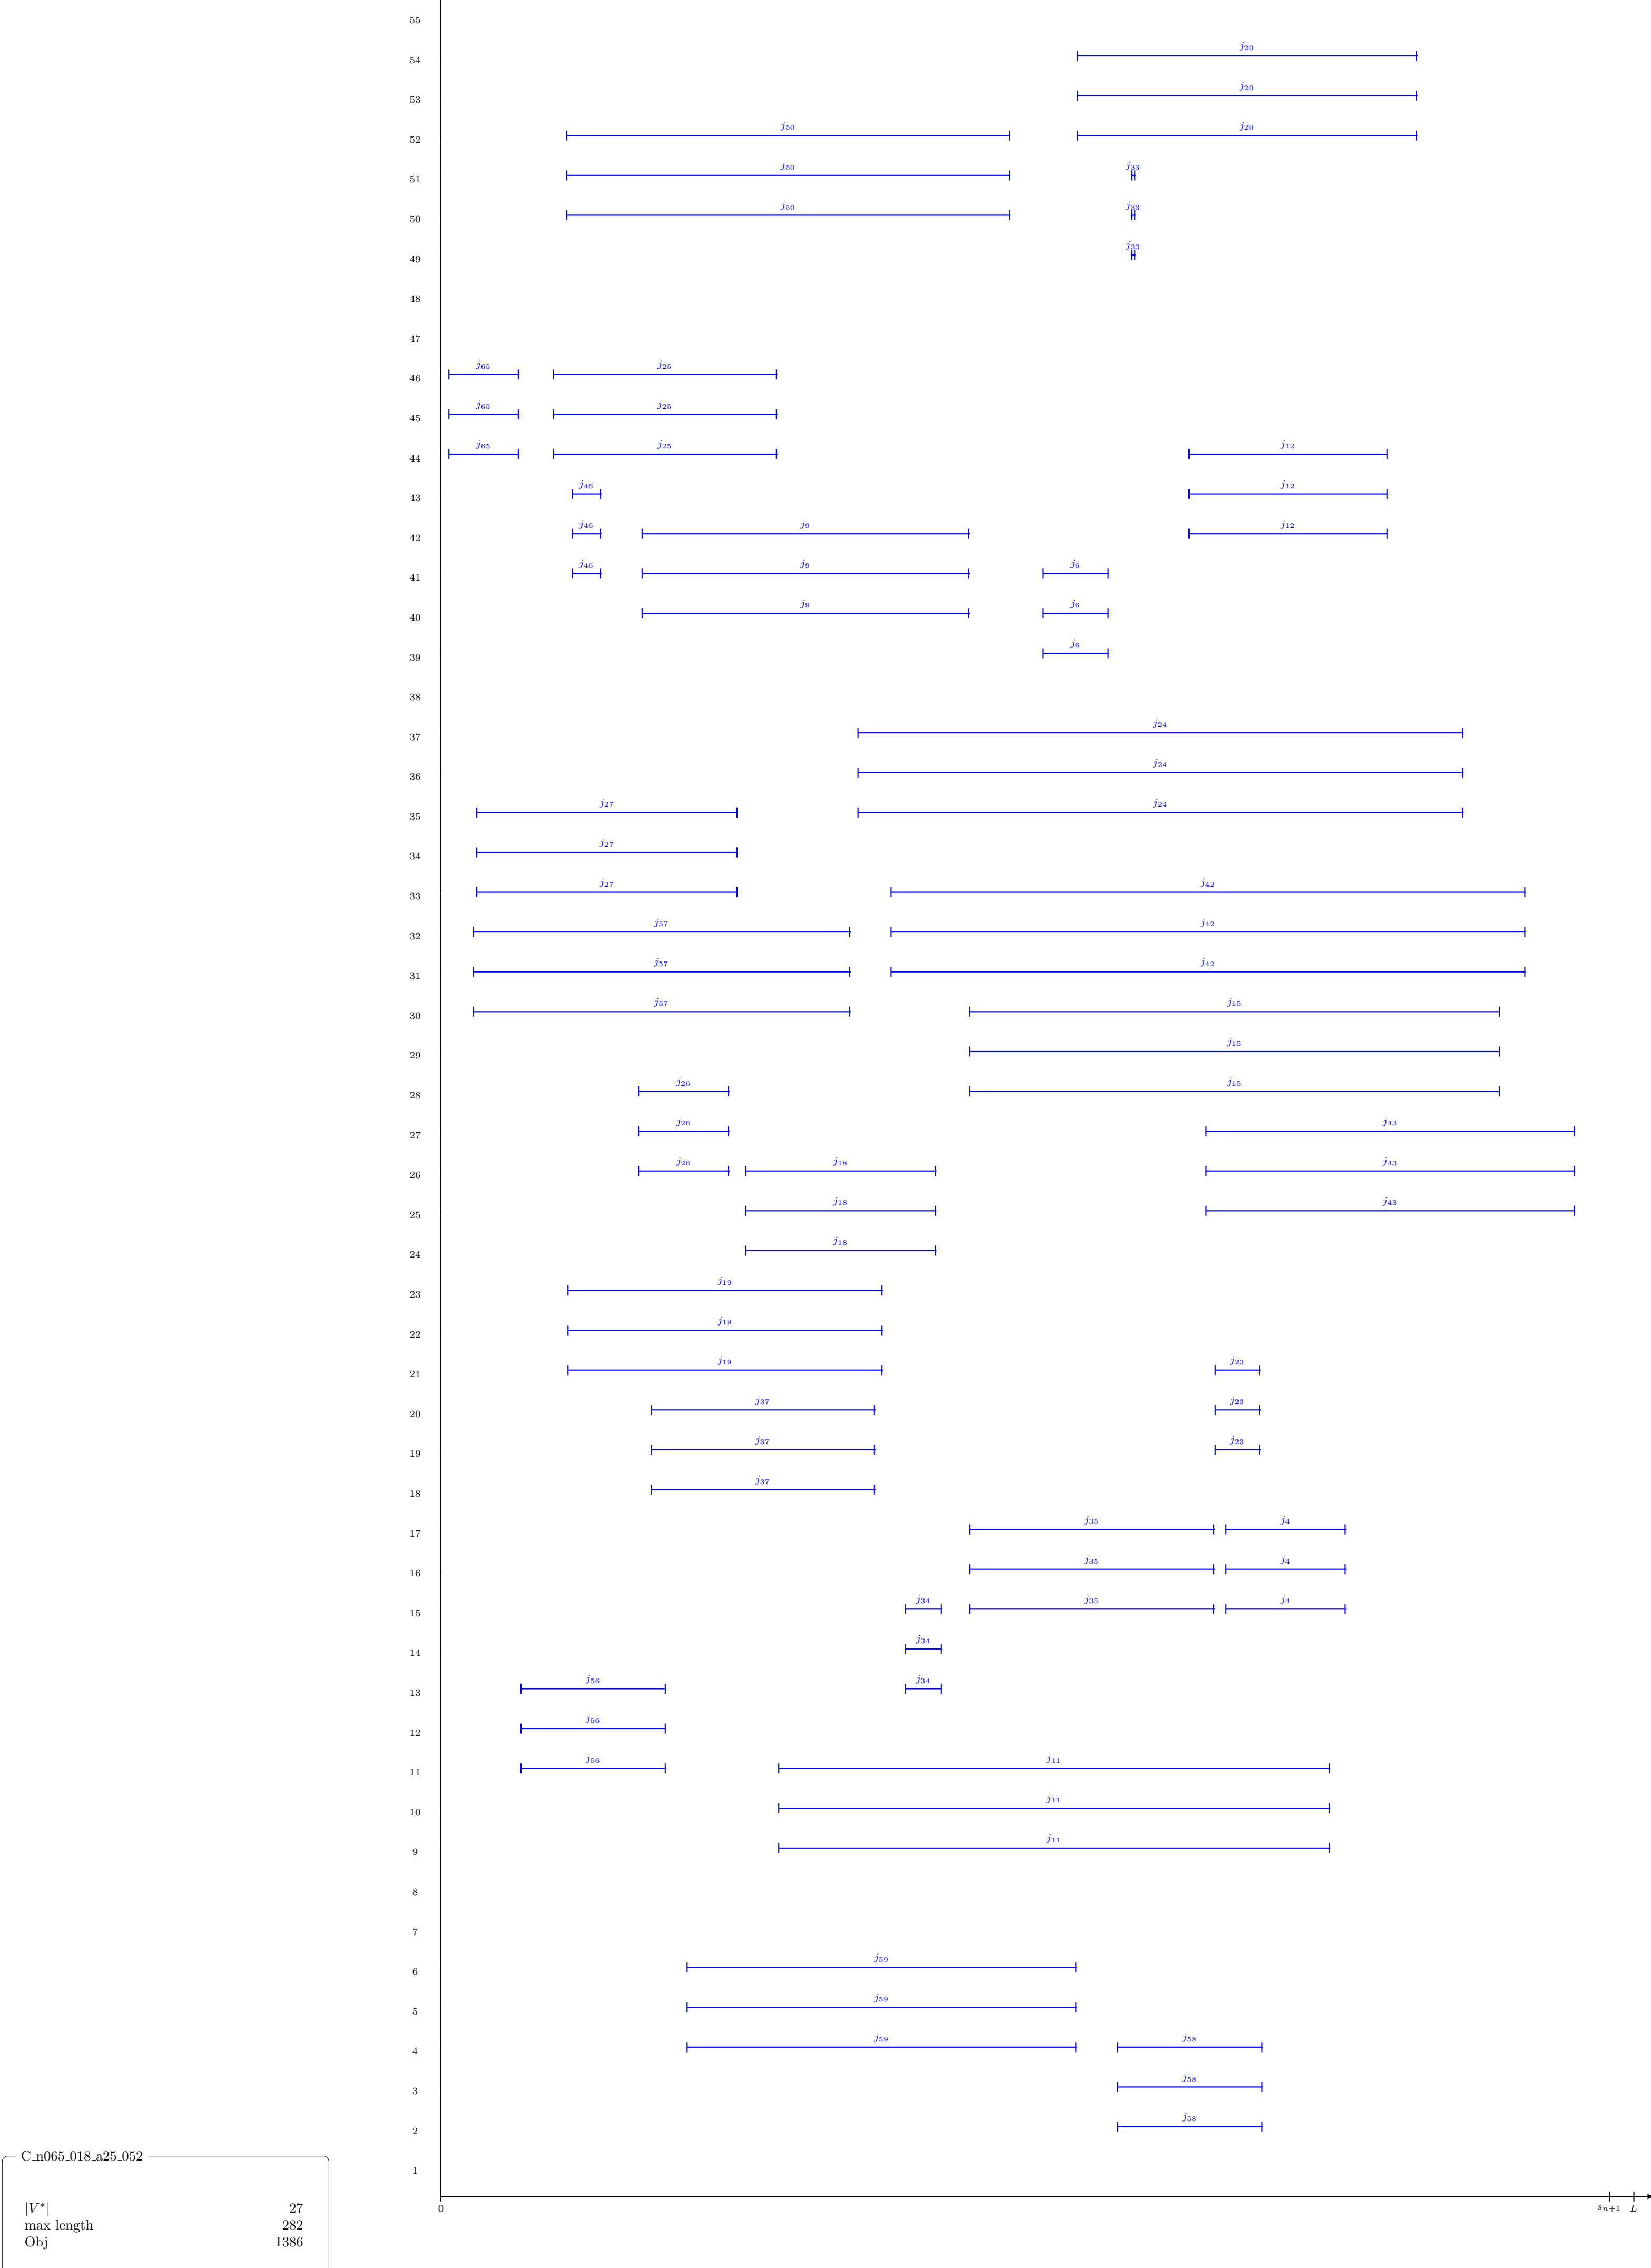 55
j20
54
j20
53
j50 j20
52
j50 j33
51
j50 j33
50
j33
49
48
47
j65 j25
46
j65 j25
45
j65 j25 j12
44
j46 j12
43
j46 j9 j12
42
j46 j9 j6
41
j9 j6
40
j6
39
38
j24
37
j24
36
j27 j24
35
j27
34
j27 j42
33
j57 j42
32
j57 j42
31
j57 j15
30
j15
29
j26 j15
28
j26 j43
27
j26 j18 j43
26
j18 j43
25
j18
24
j19
23
j19
22
j19 j23
21
j37 j23
20
j37 j23
19
j37
18
j35 j4
17
j35 j4
16
j34 j35 j4
15
j34
14
j56 j34
13
j56
12
j56 j11
11
j11
10
j11
9
8
7
j59
6
j59
5
j59 j58
4
j58
3
j58
2
1
0 sn+1 L
C_n065_018_a25_052
|V*| 27
max length 282
Obj 1386